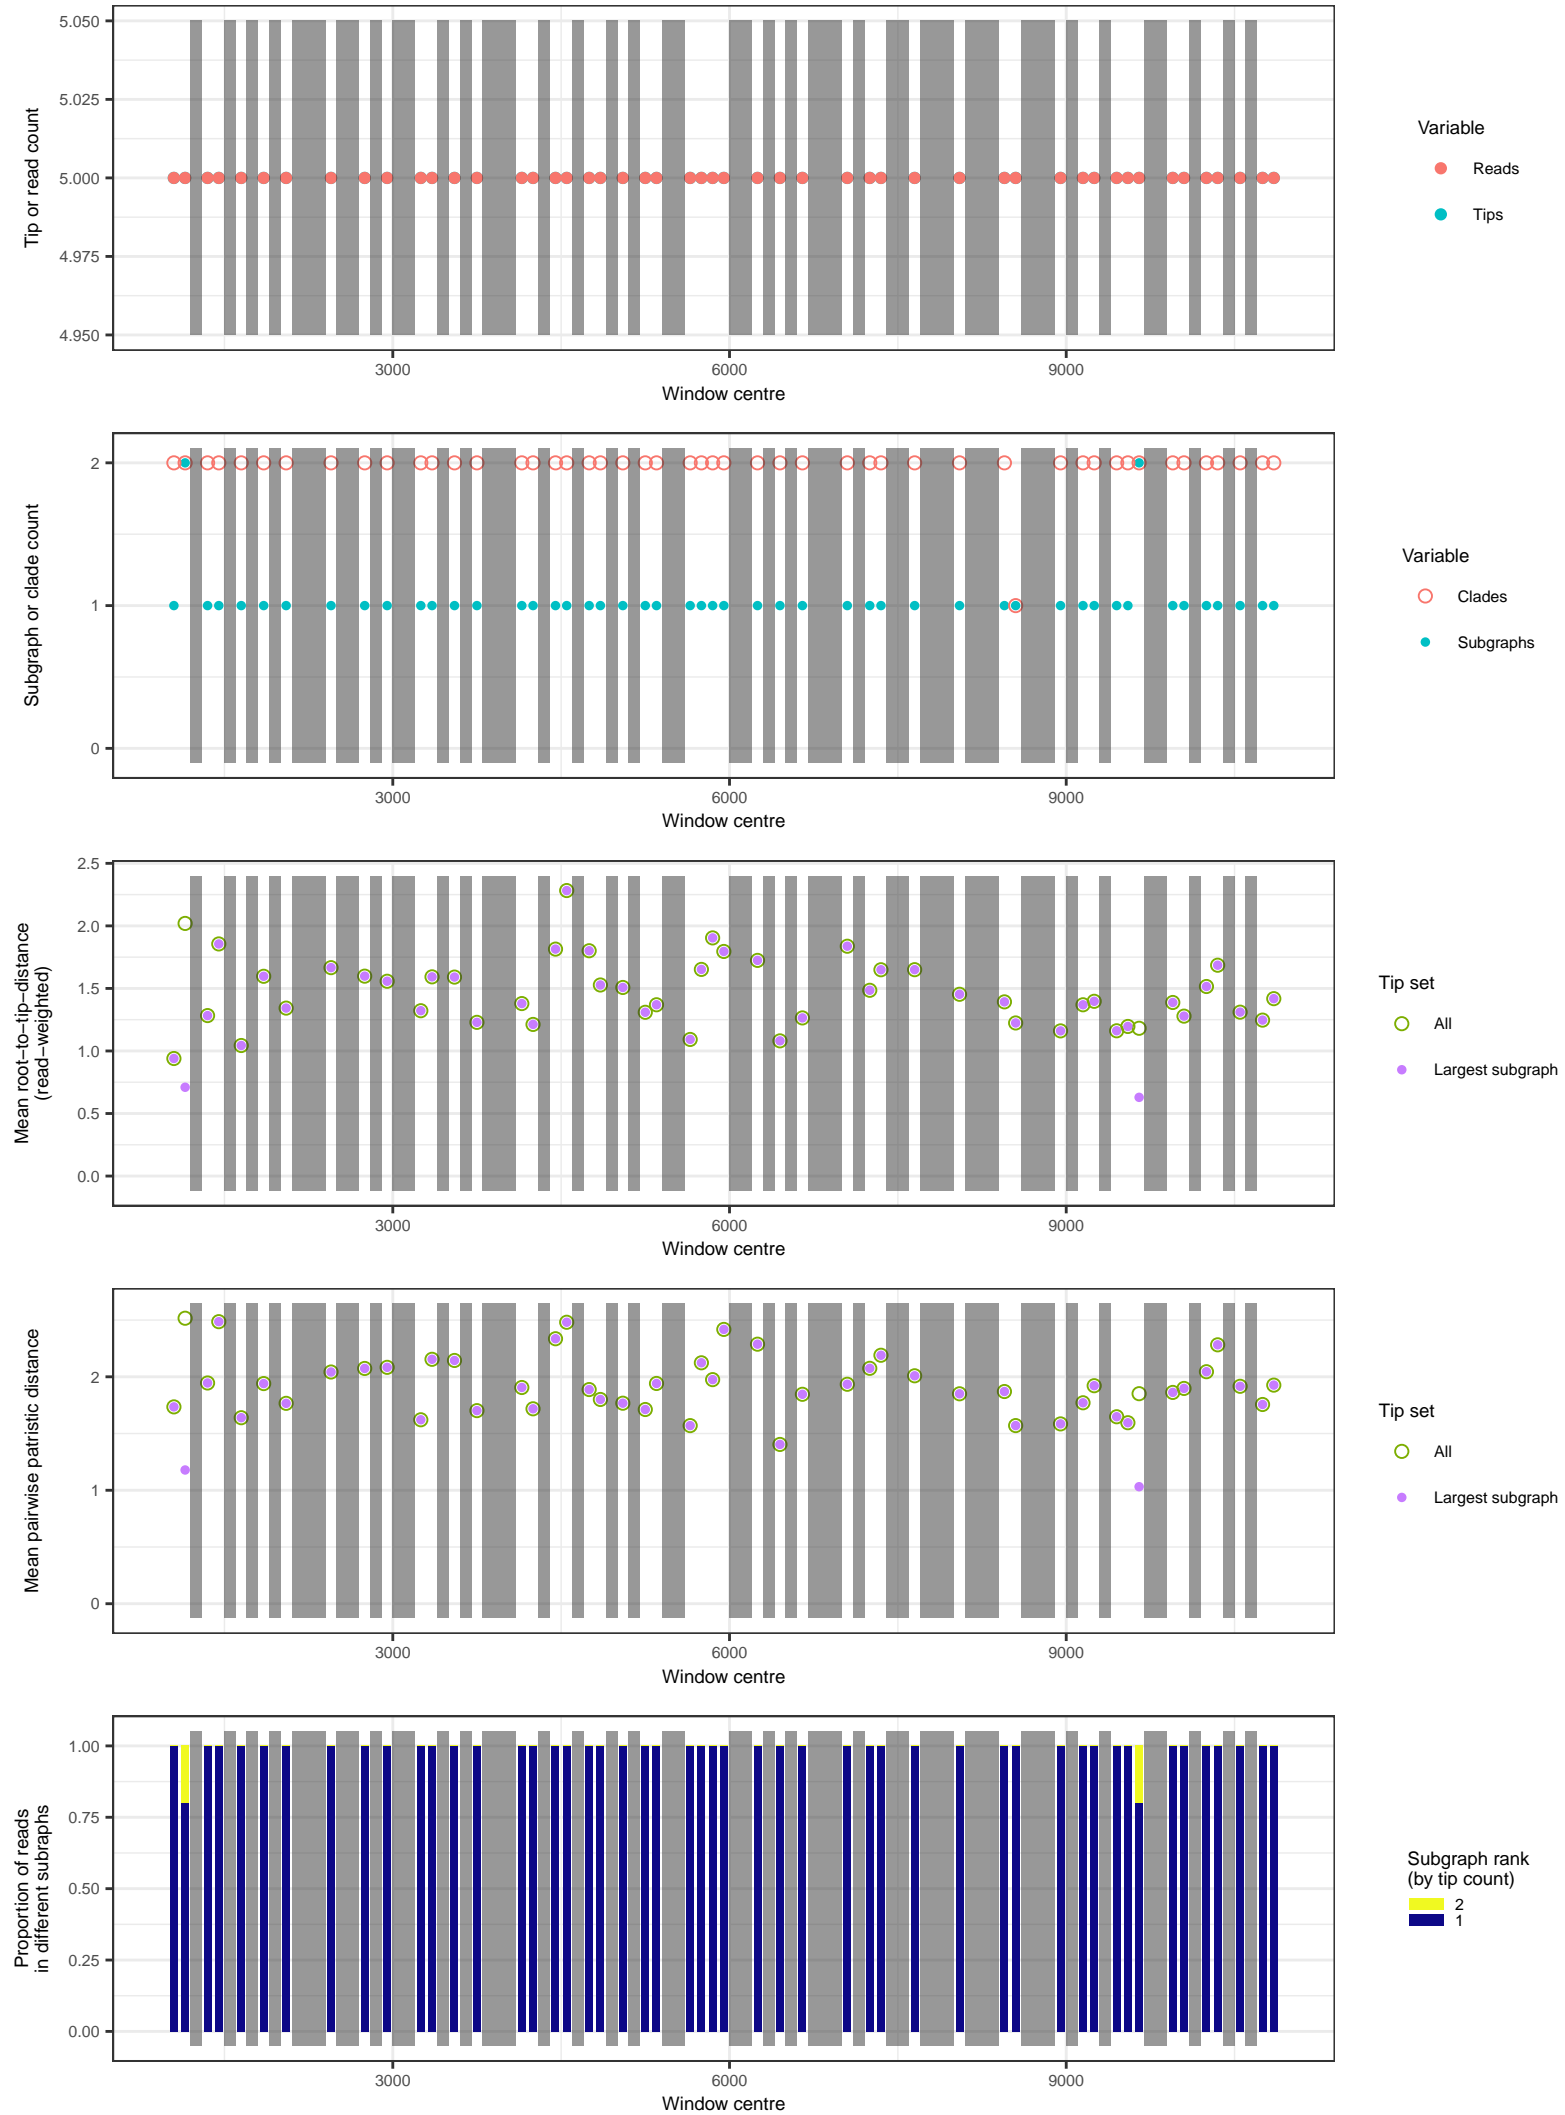 5.050
5.025
5.000
4.975
4.950
Tip or read count
3000
6000
9000
Window centre
Variable
Reads
Tips
2
1
0
Subgraph or clade count
3000
6000
9000
Window centre
Variable
Clades
Subgraphs
2.5
2.0
1.5
1.0
0.5
0.0
Mean root−to−tip−distance
(read−weighted)
3000
6000
9000
Window centre
Tip set
All
Largest subgraph
2
1
0
Mean pairwise patristic distance
3000
6000
9000
Window centre
Tip set
All
Largest subgraph
1.00
0.75
0.50
0.25
0.00
Proportion of reads
in different subraphs
3000
6000
9000
Window centre
Subgraph rank
(by tip count)
2
1